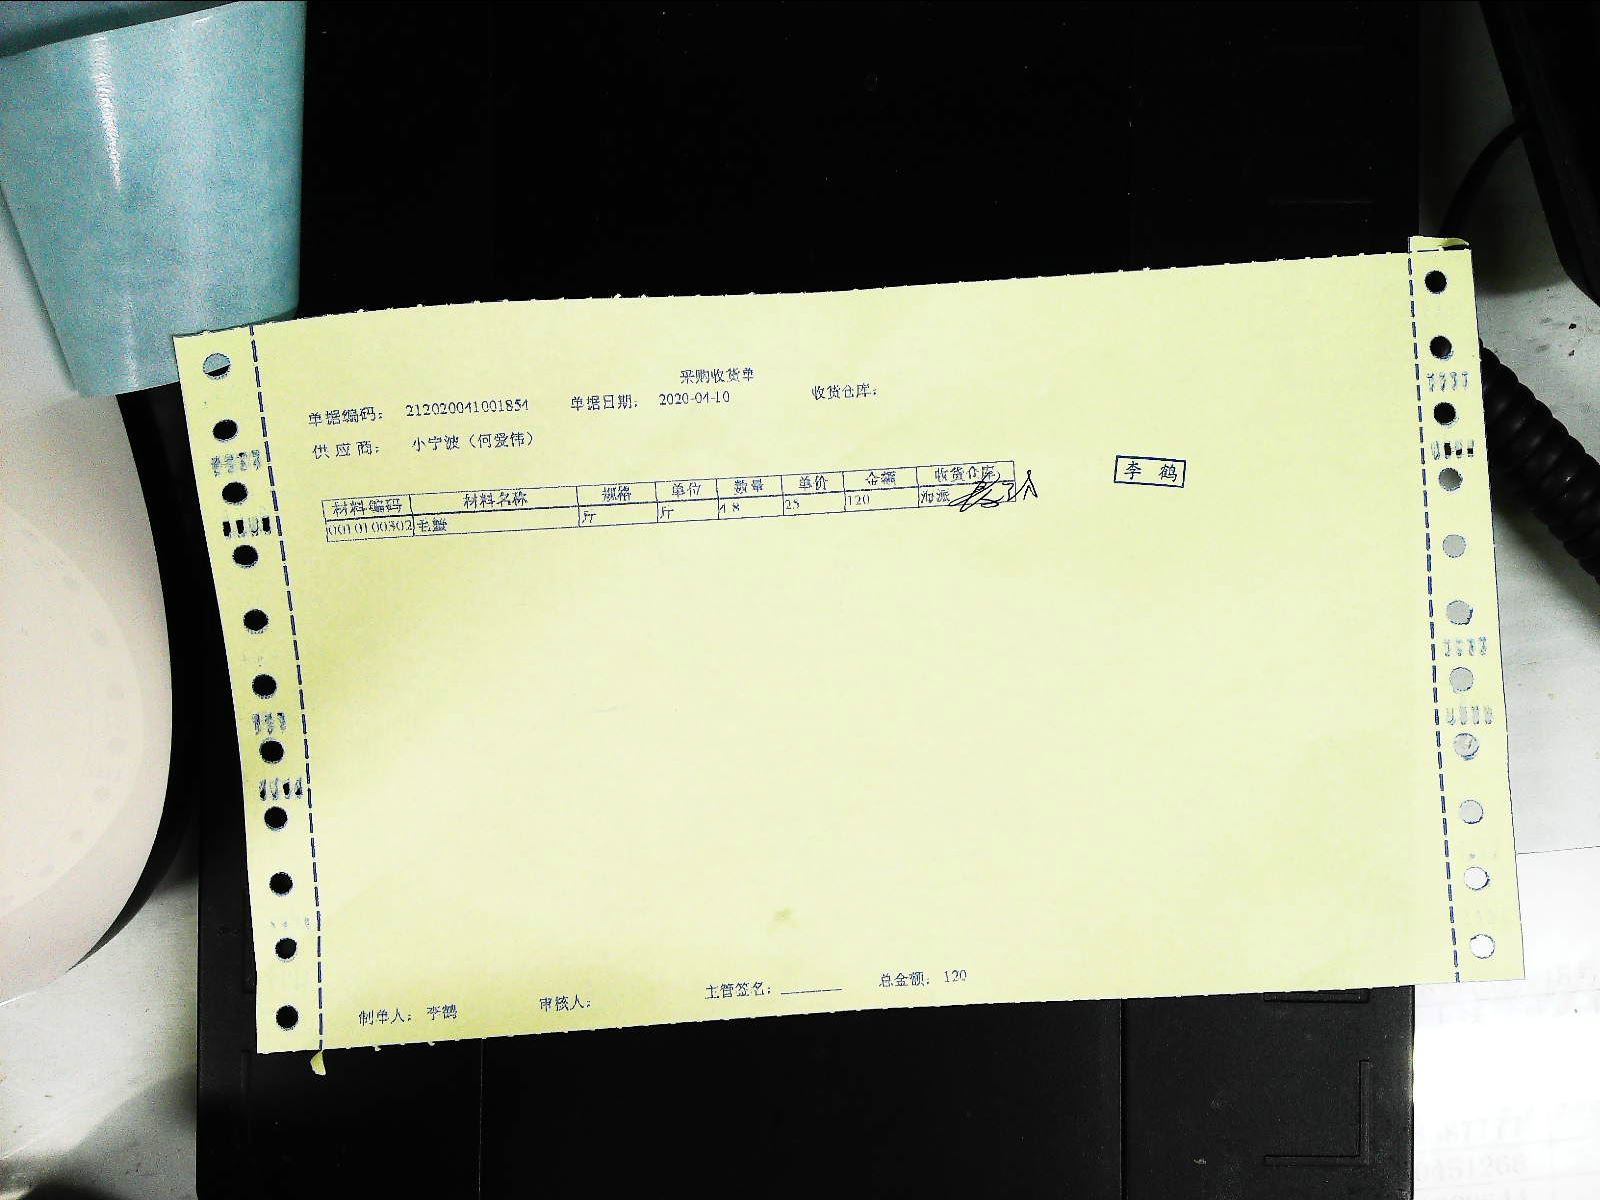 采购收货单
单据编码： 212020041001854 单据日期： 2020-04-10 收货仓库：
供 应 商： 小宁波（何爱伟）
李 鹤
材料编码 材料名称 规格 单位 数量 单价 金额 收货仓库
0010100302 毛蟹 斤 斤 4.8 25 120 海派
制单人： 李鹤 审核人： 主管签名： 总金额： 120